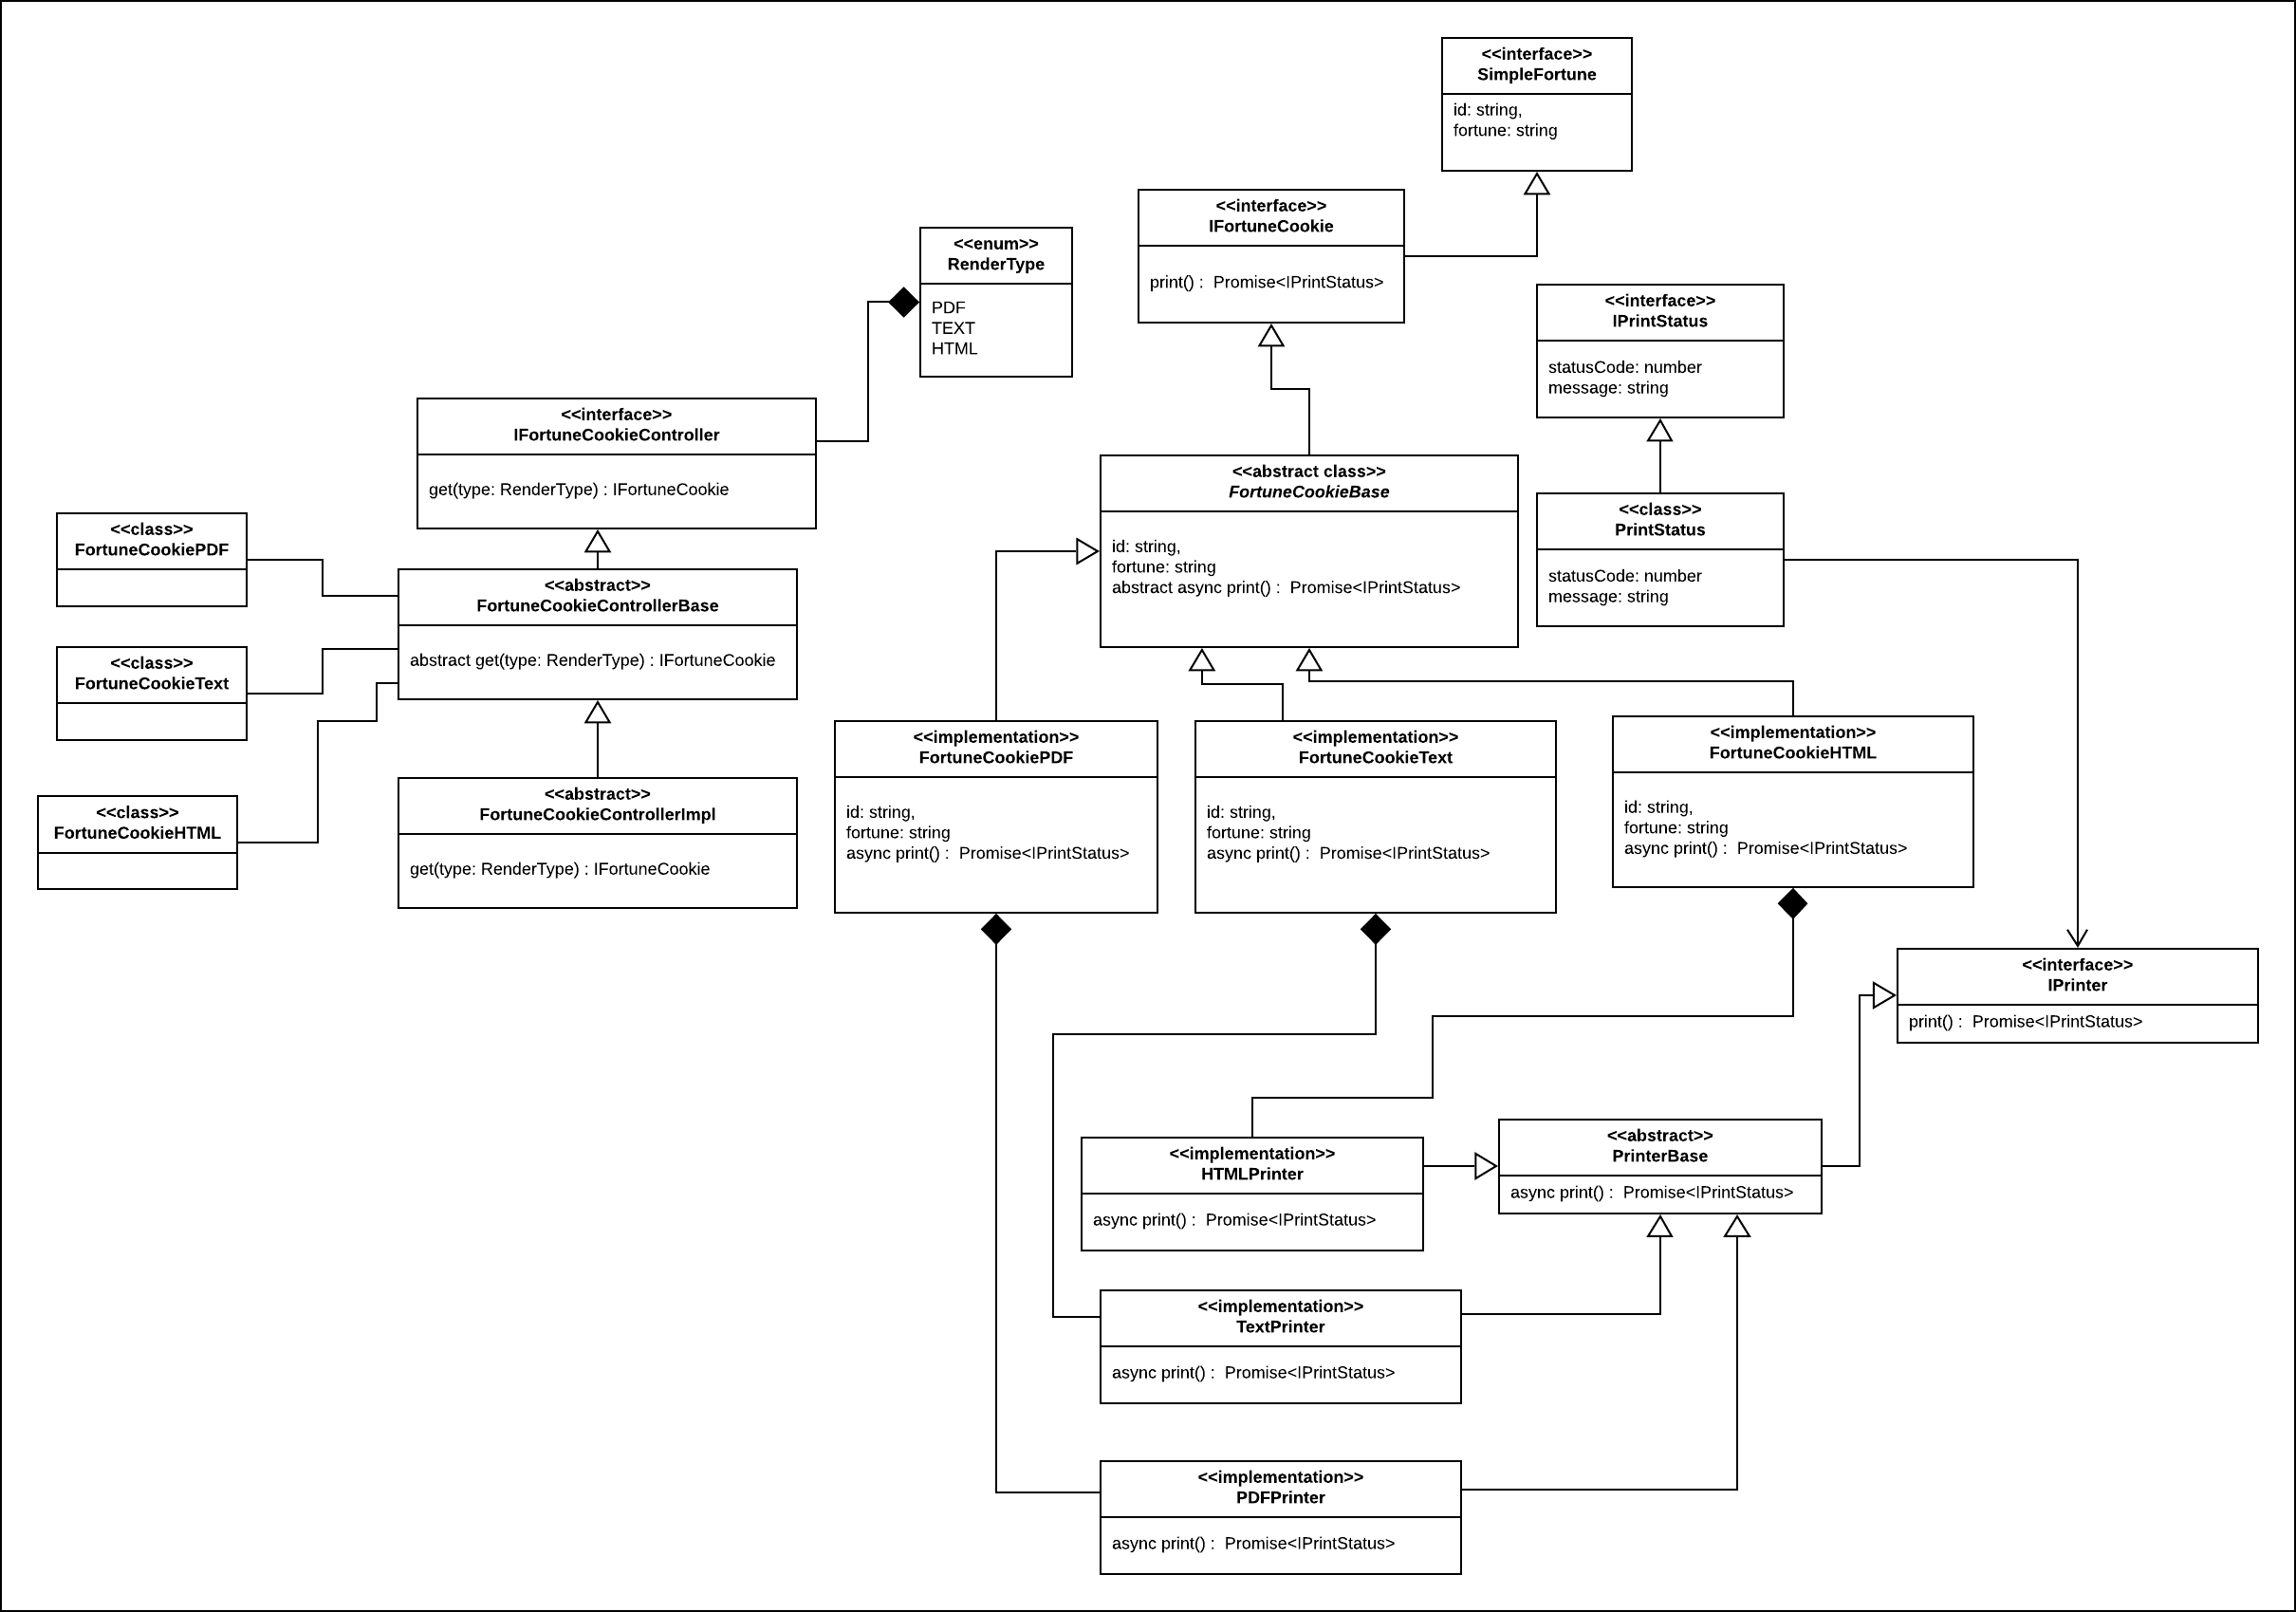 <<interface>>
SimpleFortune
id: string,
fortune: string
<<interface>>
IFortuneCookie
print() :  Promise<IPrintStatus>
<<enum>>
RenderType
PDF
TEXT
HTML
<<interface>>
IPrintStatus
statusCode: number
message: string
<<interface>>
IFortuneCookieController
get(type: RenderType) : IFortuneCookie
<<abstract class>>
FortuneCookieBase
id: string,
fortune: string
abstract async print() :  Promise<IPrintStatus>
<<class>>
PrintStatus
statusCode: number
message: string
<<class>>
FortuneCookiePDF
<<abstract>>
FortuneCookieControllerBase
abstract get(type: RenderType) : IFortuneCookie
<<class>>
FortuneCookieText
<<class>>
FortuneCookieHTML
<<abstract>>
FortuneCookieControllerImpl
get(type: RenderType) : IFortuneCookie
<<implementation>>
FortuneCookiePDF
id: string,
fortune: string
async print() :  Promise<IPrintStatus>
<<implementation>>
FortuneCookieText
id: string,
fortune: string
async print() :  Promise<IPrintStatus>
<<implementation>>
FortuneCookieHTML
id: string,
fortune: string
async print() :  Promise<IPrintStatus>
<<interface>>
IPrinter
print() :  Promise<IPrintStatus>
<<implementation>>
HTMLPrinter
async print() :  Promise<IPrintStatus>
<<abstract>>
PrinterBase
async print() :  Promise<IPrintStatus>
<<implementation>>
TextPrinter
async print() :  Promise<IPrintStatus>
<<implementation>>
PDFPrinter
async print() :  Promise<IPrintStatus>